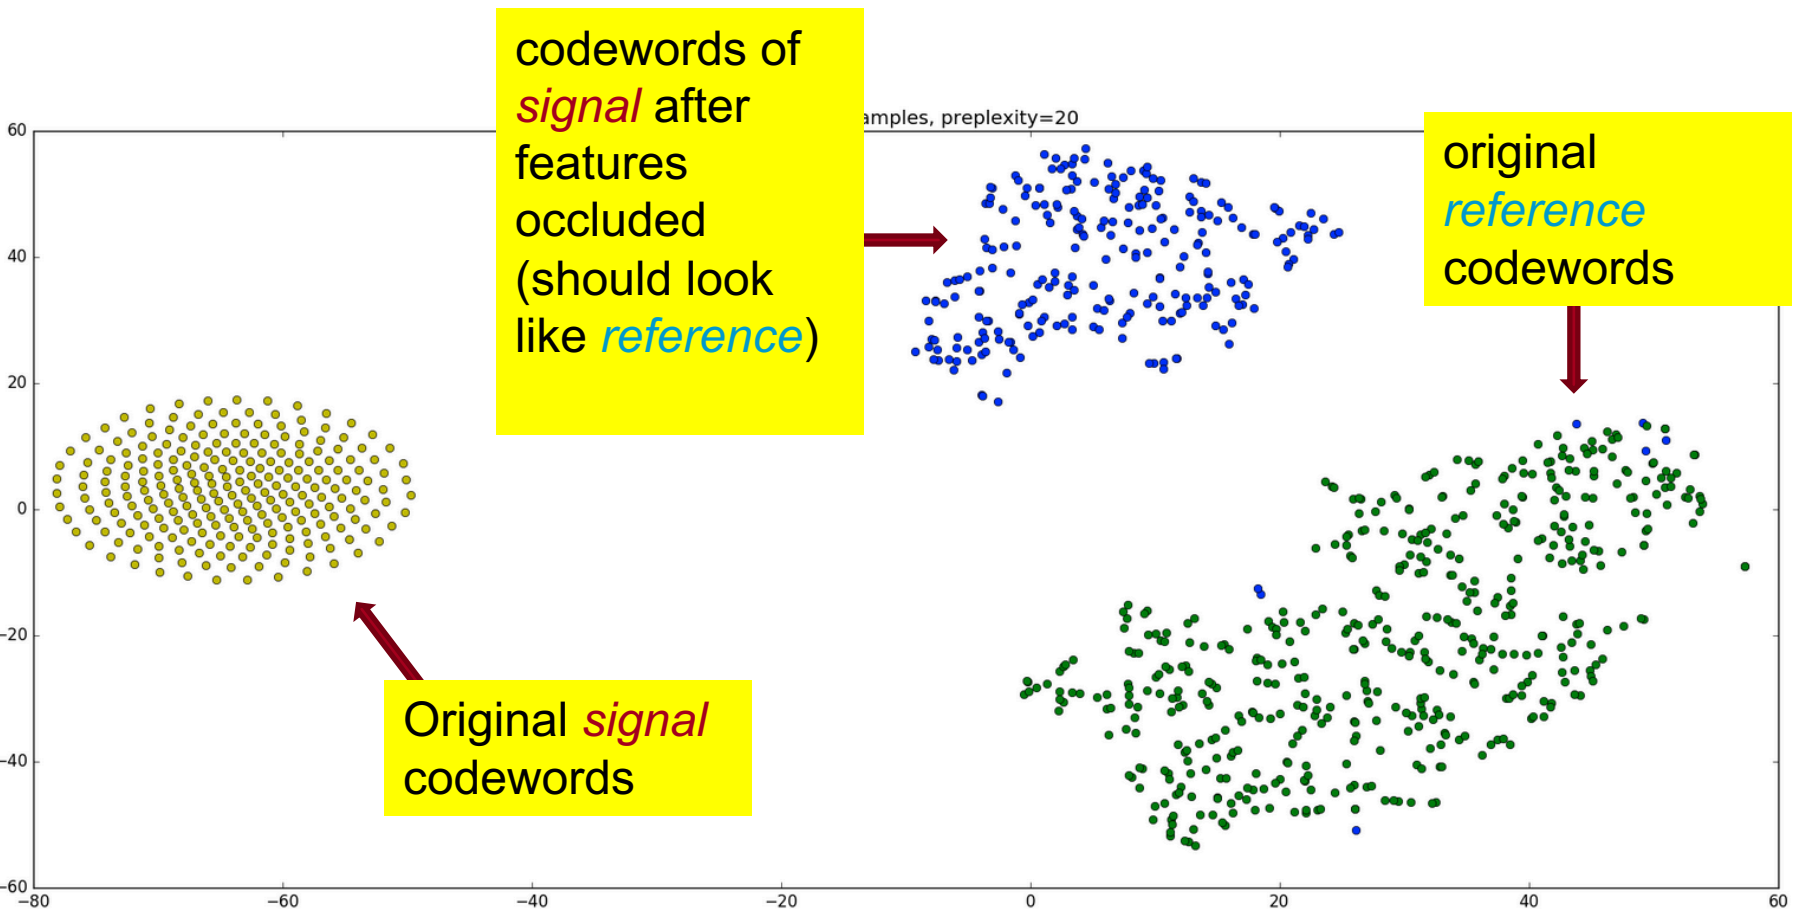 codewords of
signal after
features
occluded
(should look
like reference)
amples, preplexity=20
original
reference
codewords
Original signal
codewords
60
40
20
0
−20
−40
−60
−80
−60
−40
−20
0
20
40
60